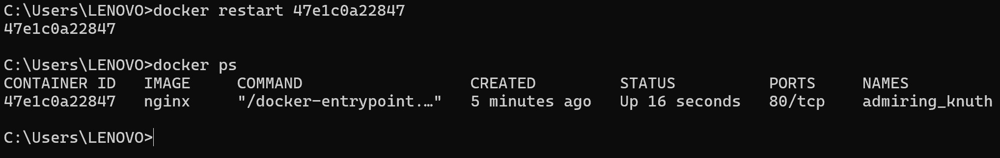 C:\Users\LENOVO>docker restart 47e1c0a22847
47e1c0a22847
C:\Users\LENOVO>docker ps
CONTAINER ID   IMAGE     COMMAND                  CREATED         STATUS          PORTS     NAMES
47e1c0a22847   nginx     "/docker-entrypoint.…"   5 minutes ago   Up 16 seconds   80/tcp    admiring_knuth
C:\Users\LENOVO>